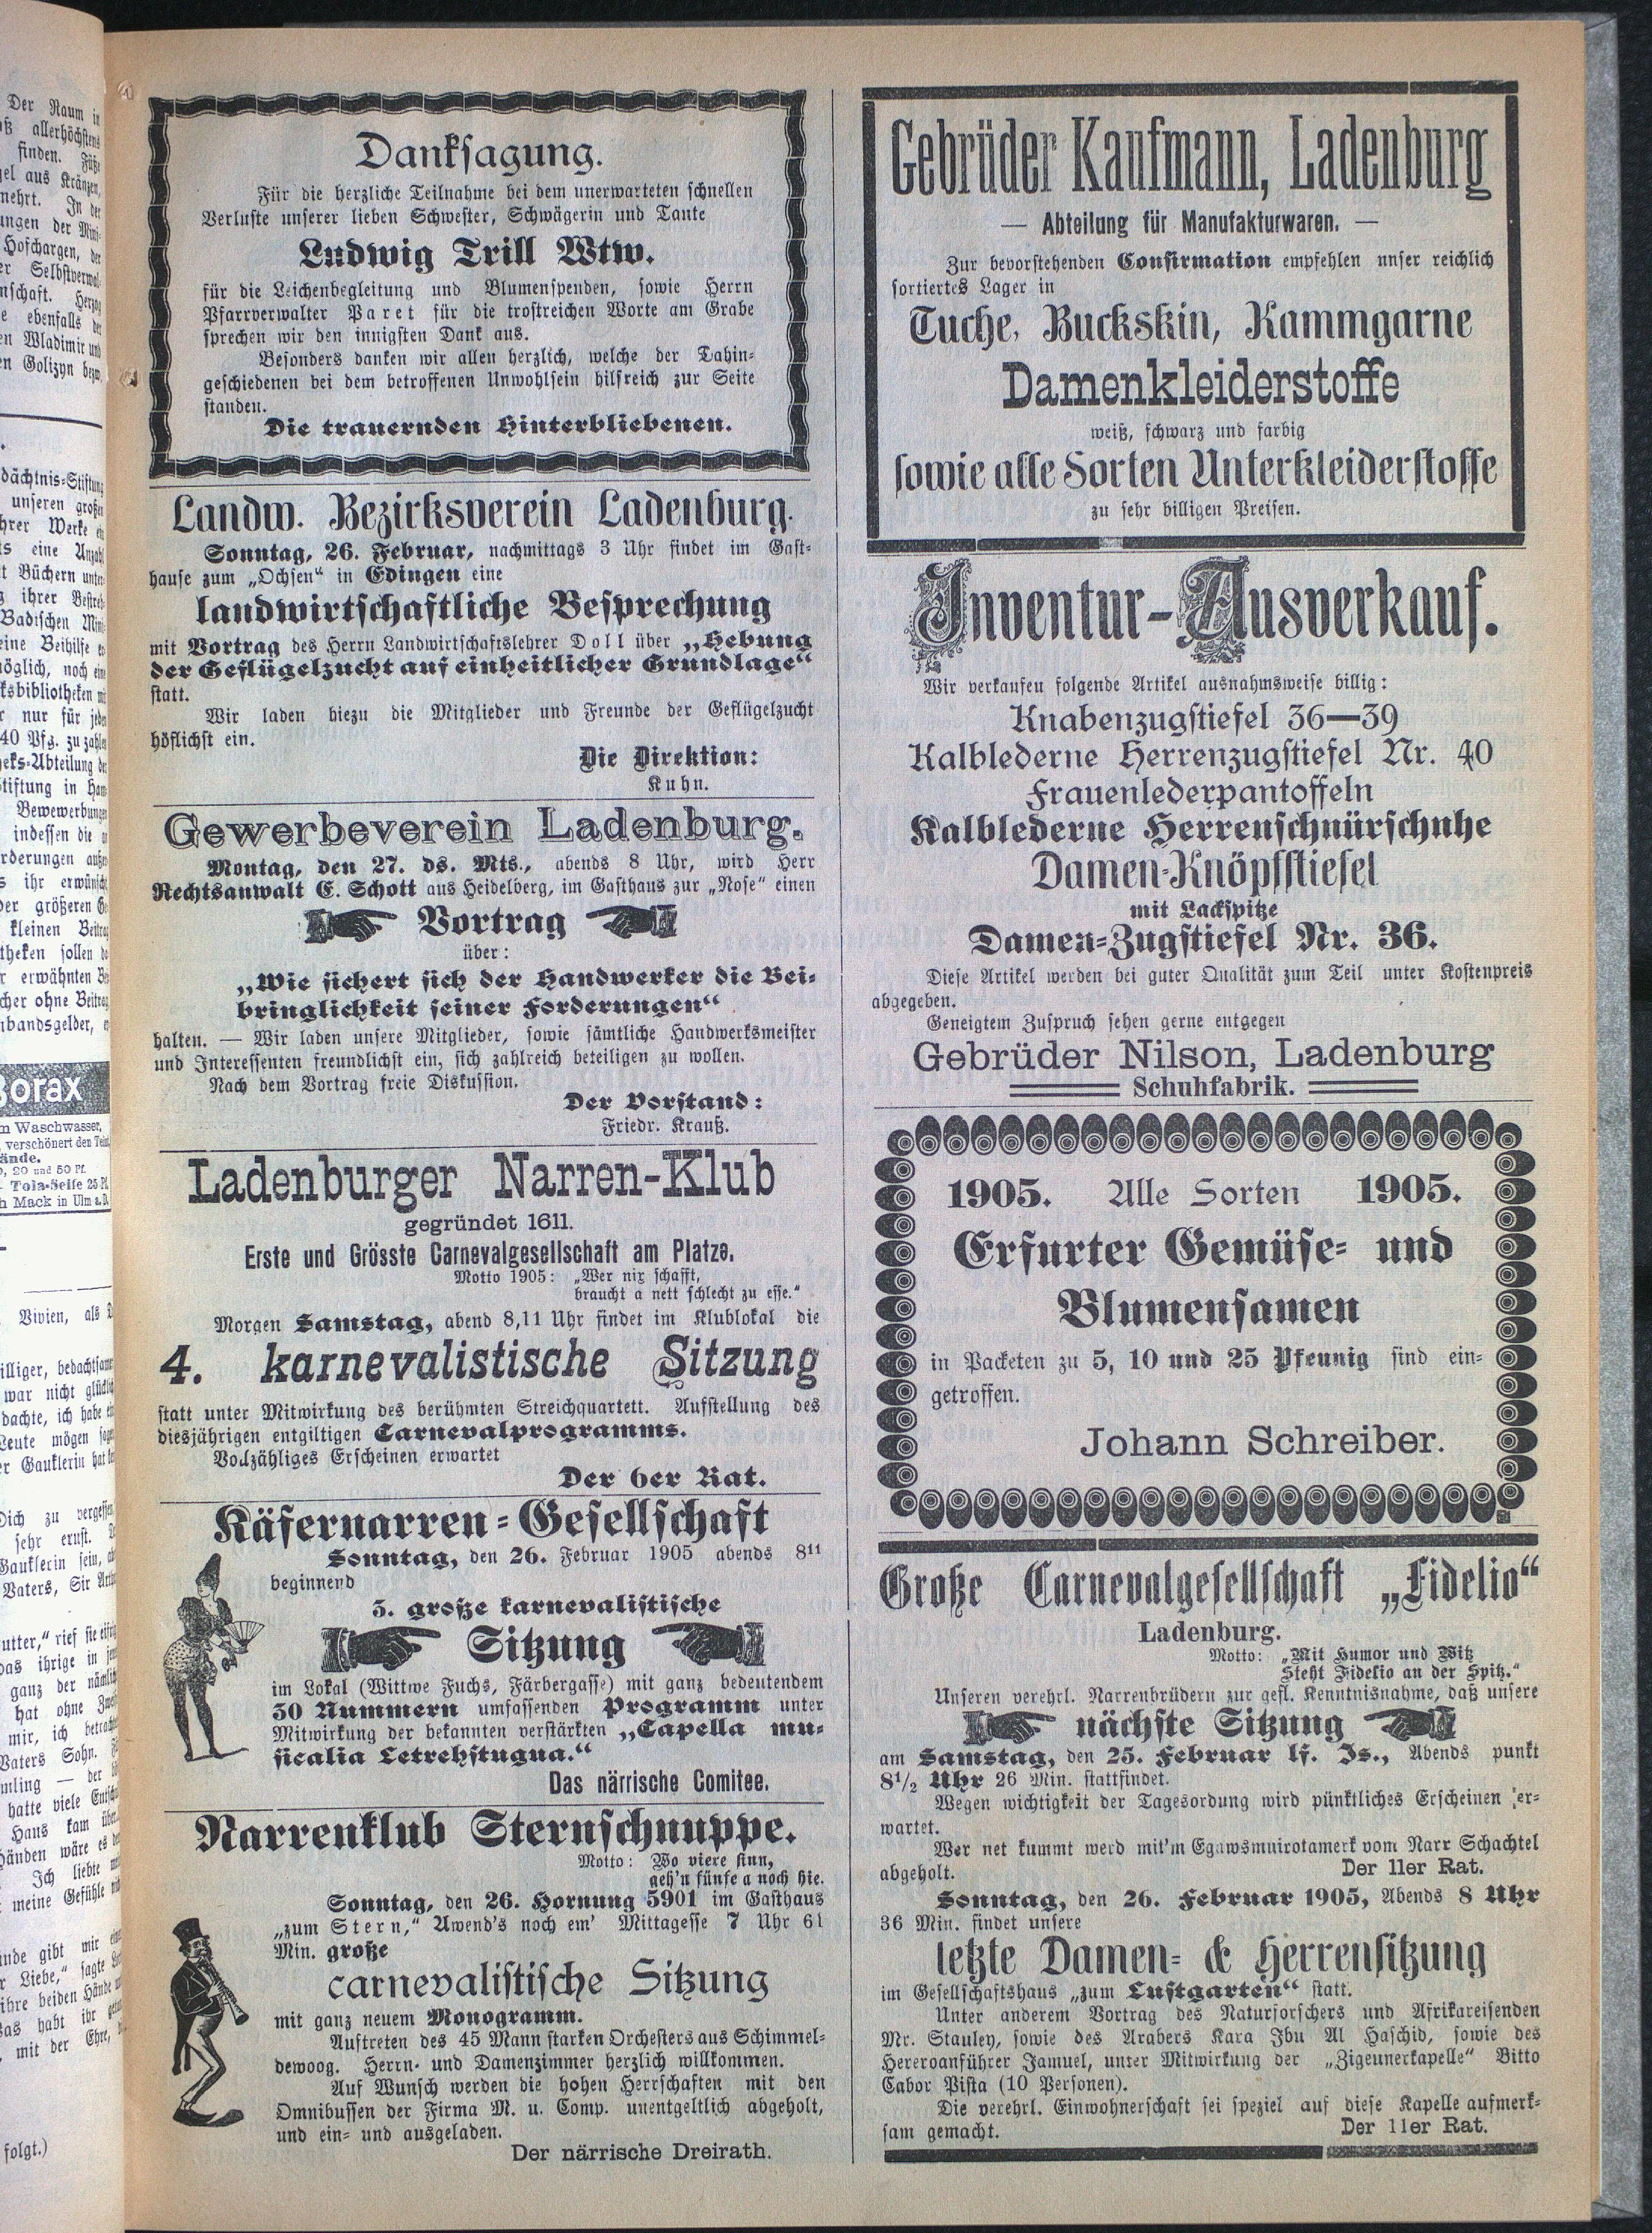 Danksagung.
Für die herzliche Teilnahme bei dem unerwarteten schnellen
Verluste unserer lieben Schwester, Schwägerin und Tante
Ludwig Trill Wtw.
für die Leichenbegleitung und Blumenspenden, sowie Herrn
Pfarrverwalter Paret für die trostreichen Worte am Grabe
sprechen wir den innigsten Dank aus.
Besonders danken wir allen herzlich, welche der Dahin-
geschiedenen bei dem betroffenen Unwohlsein hilfreich zur Seite
standen.
Die trauernden Hinterbliebenen.
Landw. Bezirksverein Ladenburg.
Sonntag, 26. Februar, nachmittags 3 Uhr findet im Gast-
hause zum „Ochsen“ in Edingen eine
landwirtschaftliche Besprechung
mit Vortrag des Herrn Landwirtschaftslehrer Doll über „Hebung
der Geflügelzucht auf einheitlicher Grundlage“
statt.
Wir laden hiezu die Mitglieder und Freunde der Geflügelzucht
höflichst ein.
Die Direktion:
Kuhn.
Gewerbeverein Ladenburg.
Montag, den 27. ds. Mts., abends 8 Uhr, wird Herr
Rechtsanwalt E. Schott aus Heidelberg, im Gasthaus zur „Rose“ einen
Vortrag
über:
„Wie sichert sich der Handwerker die Bei-
bringlichkeit seiner Forderungen“
halten. — Wir laden unsere Mitglieder, sowie sämtliche Handwerksmeister
und Interessenten freundlichst ein, sich zahlreich beteiligen zu wollen.
Nach dem Vortrag freie Diskussion.
Der Vorstand:
Friedr. Krauß.
Ladenburger Narren-Klub
gegründet 1611.
Erste und Grösste Carnevalgesellschaft am Platze.
Motto 1905: „Wer nix schafft,
braucht a nett schlecht zu esse.“
Morgen Samstag, abend 8,11 Uhr findet im Klublokal die
4. karnevalistische Sitzung
statt unter Mitwirkung des berühmten Streichquartett. Aufstellung des
diesjährigen entgiltigen Carnevalprogramms.
Vollzähliges Erscheinen erwartet
Der 6er Rat.
Käfernarren-Gesellschaft
Sonntag, den 26. Februar 1905 abends 8¹¹
beginnend
5. große karnevalistische
Sitzung
im Lokal (Wittwe Fuchs, Färbergasse) mit ganz bedeutendem
50 Nummern umfassenden Programm unter
Mitwirkung der bekannten verstärkten „Capella mu-
sicalia Letrehstugna.“
Das närrische Comitee.
Narrenklub Sternschnuppe.
Motto: Wo viere sinn,
geh'n fünfe a noch hie.
Sonntag, den 26. Hornung 5901 im Gasthaus
„zum Stern,“ Awend's noch em' Mittagesse 7 Uhr 61
Min. große
carnevalistische Sitzung
mit ganz neuem Monogramm.
Auftreten des 45 Mann starken Orchesters aus Schimmel-
dewoog. Herrn- und Damenzimmer herzlich willkommen.
Auf Wunsch werden die hohen Herrschaften mit den
Omnibussen der Firma M. u. Comp. unentgeltlich abgeholt,
und ein- und ausgeladen.
Der närrische Dreirath.
Gebrüder Kaufmann, Ladenburg
— Abteilung für Manufakturwaren. —
Zur bevorstehenden Confirmation empfehlen unser reichlich
sortiertes Lager in
Tuche, Buckskin, Kammgarne
Damenkleiderstoffe
weiß, schwarz und farbig
sowie alle Sorten Unterkleiderstoffe
zu sehr billigen Preisen.
Inventur-Ausverkauf.
Wir verkaufen folgende Artikel ausnahmsweise billig:
Knabenzugstiefel 36—39
Kalblederne Herrenzugstiefel Nr. 40
Frauenlederpantoffeln
Kalblederne Herrenschnürschuhe
Damen-Knöpfstiefel
mit Lackspitze
Damen-Zugstiefel Nr. 36.
Diese Artikel werden bei guter Qualität zum Teil unter Kostenpreis
abgegeben.
Geneigtem Zuspruch sehen gerne entgegen
Gebrüder Nilson, Ladenburg
Schuhfabrik.
1905. Alle Sorten 1905.
Erfurter Gemüse- und
Blumensamen
in Packeten zu 5, 10 und 25 Pfennig sind ein-
getroffen.
Johann Schreiber.
Große Carnevalgesellschaft „Fidelio“
Ladenburg.
Motto: „Mit Humor und Witz
Steht Fidelio an der Spitz.“
Unseren verehrl. Narrenbrüdern zur gefl. Kenntnisnahme, daß unsere
nächste Sitzung
am Samstag, den 25. Februar lf. Js., Abends punkt
8½ Uhr 26 Min. stattfindet.
Wegen wichtigkeit der Tagesordung wird pünktliches Erscheinen er-
wartet.
Wer net kummt werd mit'm Egawsmuirotamerk vom Narr Schachtel
abgeholt.
Der 11er Rat.
Sonntag, den 26. Februar 1905, Abends 8 Uhr
36 Min. findet unsere
letzte Damen- & Herrensitzung
im Gesellschaftshaus „zum Lustgarten“ statt.
Unter anderem Vortrag des Naturforschers und Afrikareisenden
Mr. Stauley, sowie des Arabers Kara Ibu Al Haschid, sowie des
Hereroanführer Jamuel, unter Mitwirkung der „Zigeunerkapelle“ Bitto
Cabor Pista (10 Personen).
Die verehrl. Einwohnerschaft sei speziel auf diese Kapelle aufmerk-
sam gemacht.
Der 11er Rat.